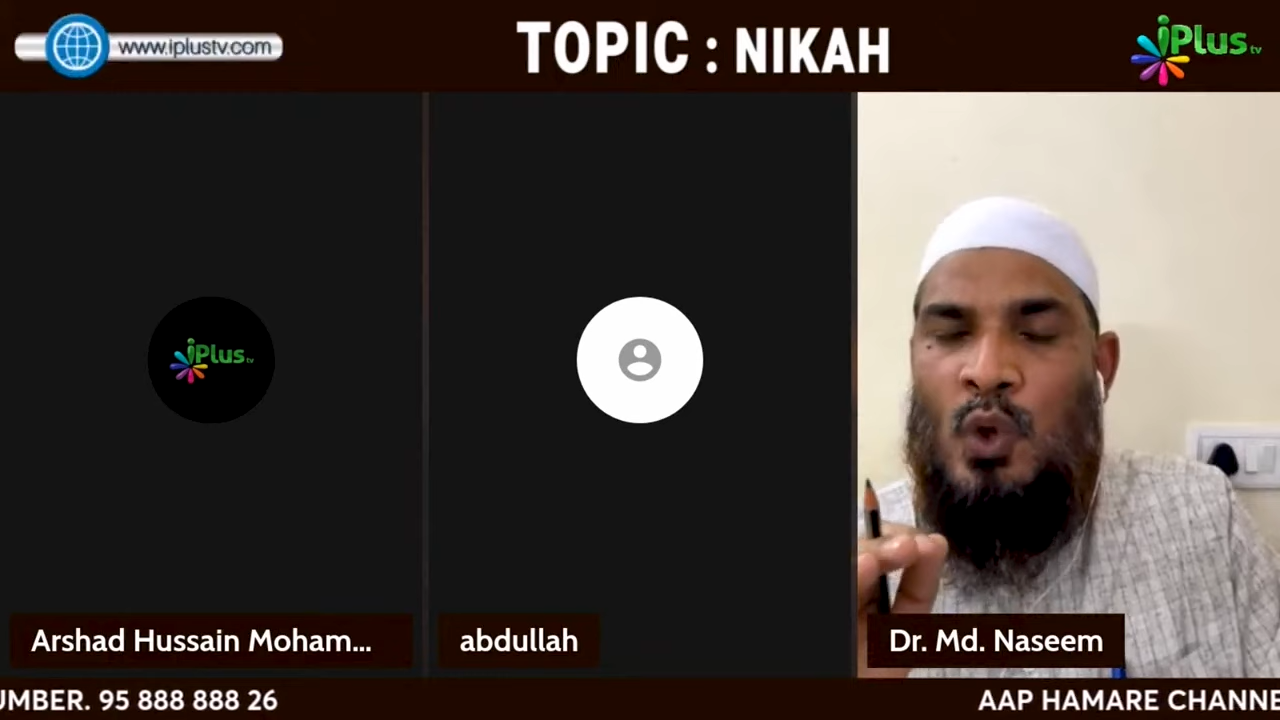 www.iplustv.com
TOPIC : NIKAH
iPlus tv
iPlus tv
Arshad Hussain Moham...
abdullah
Dr. Md. Naseem
UMBER. 95 888 888 26
AAP HAMARE CHANNE